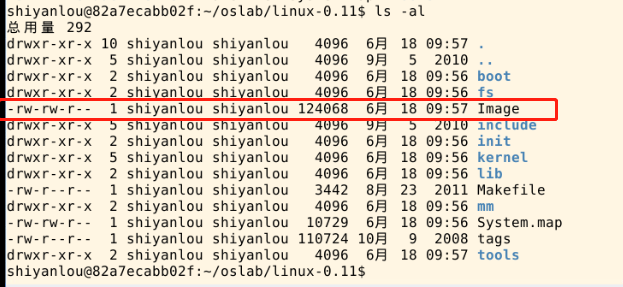 shiyanlou@82a7ecabb02f:~/oslab/linux-0.11$ ls -al
总用量 292
drwxr-xr-x 10 shiyanlou shiyanlou 4096 6月 18 09:57 .
drwxr-xr-x 5 shiyanlou shiyanlou 4096 9月 5 2010 ..
drwxr-xr-x 2 shiyanlou shiyanlou 4096 6月 18 09:56 boot
drwxr-xr-x 2 shiyanlou shiyanlou 4096 6月 18 09:56 fs
-rw-rw-r-- 1 shiyanlou shiyanlou 124068 6月 18 09:57 Image
drwxr-xr-x 5 shiyanlou shiyanlou 4096 9月 5 2010 include
drwxr-xr-x 2 shiyanlou shiyanlou 4096 6月 18 09:56 init
drwxr-xr-x 5 shiyanlou shiyanlou 4096 6月 18 09:56 kernel
drwxr-xr-x 2 shiyanlou shiyanlou 4096 6月 18 09:56 lib
-rw-r--r-- 1 shiyanlou shiyanlou 3442 8月 23 2011 Makefile
drwxr-xr-x 2 shiyanlou shiyanlou 4096 6月 18 09:56 mm
-rw-rw-r-- 1 shiyanlou shiyanlou 10729 6月 18 09:56 System.map
-rw-r--r-- 1 shiyanlou shiyanlou 110724 10月 9 2008 tags
drwxr-xr-x 2 shiyanlou shiyanlou 4096 6月 18 09:56 tools
shiyanlou@82a7ecabb02f:~/oslab/linux-0.11$